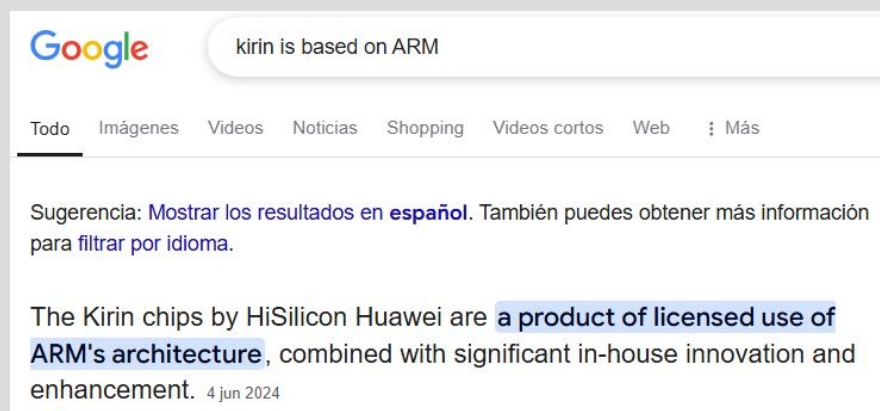 Google
kirin is based on ARM
Todo Imágenes Videos Noticias Shopping Videos cortos Web Más
Sugerencia: Mostrar los resultados en español. También puedes obtener más información
para filtrar por idioma.
The Kirin chips by HiSilicon Huawei are a product of licensed use of
ARM's architecture, combined with significant in-house innovation and
enhancement. 4 jun 2024